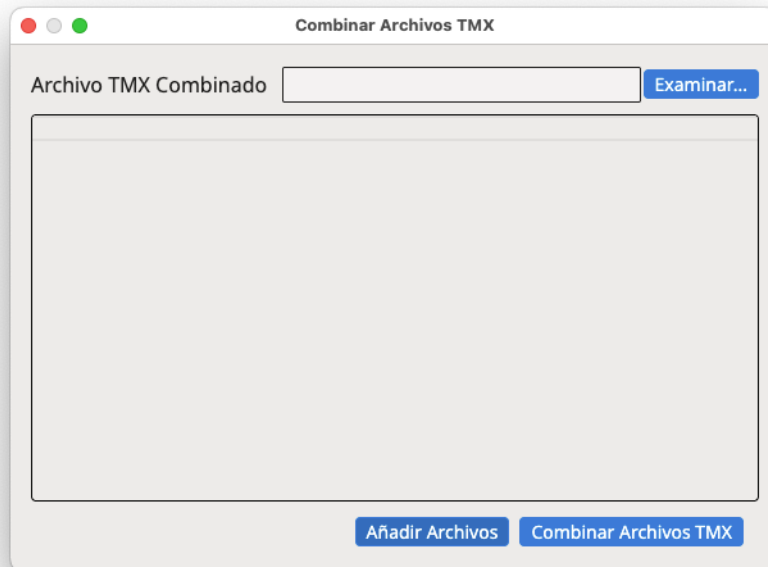 Combinar Archivos TMX
Archivo TMX Combinado Examinar...
Añadir Archivos Combinar Archivos TMX